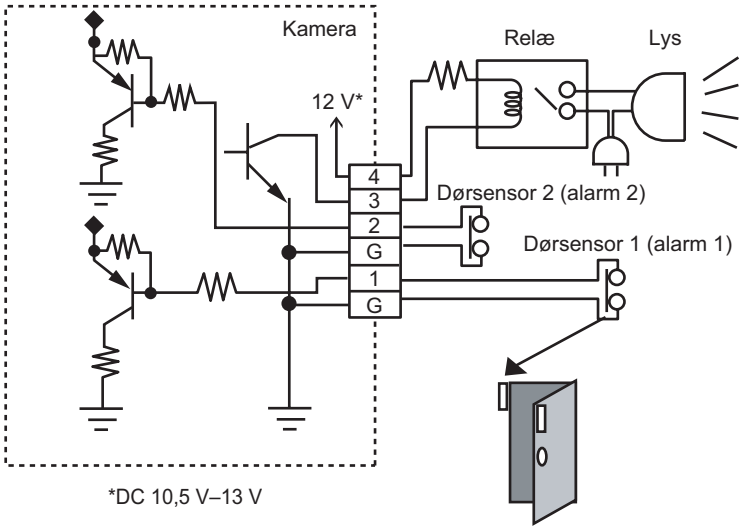 Kamera
Relæ
Lys
12 V*
4
3
2
G
1
G
Dørsensor 2 (alarm 2)
Dørsensor 1 (alarm 1)
*DC 10,5 V–13 V